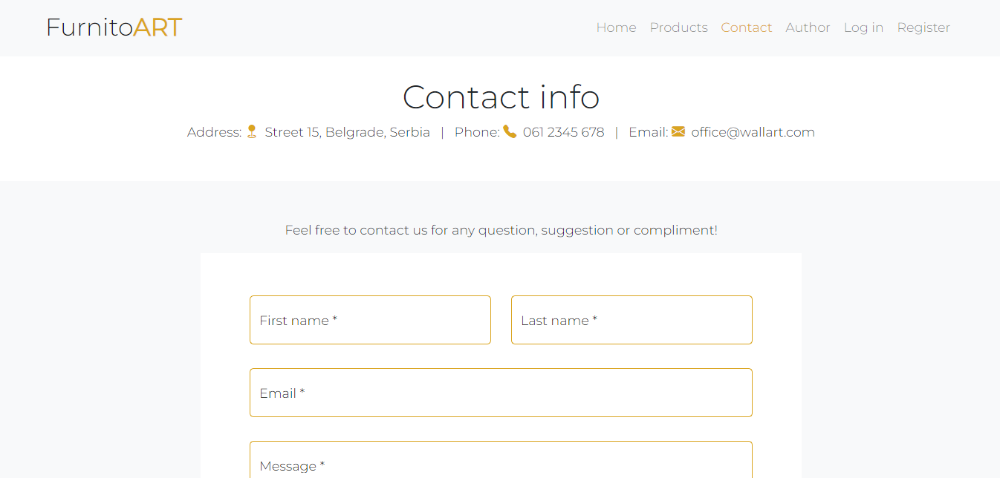 FurnitoART
Home Products Contact Author Log in Register
Contact info
Address: Street 15, Belgrade, Serbia | Phone: 061 2345 678 | Email: office@wallart.com
Feel free to contact us for any question, suggestion or compliment!
First name * Last name *
Email *
Message *